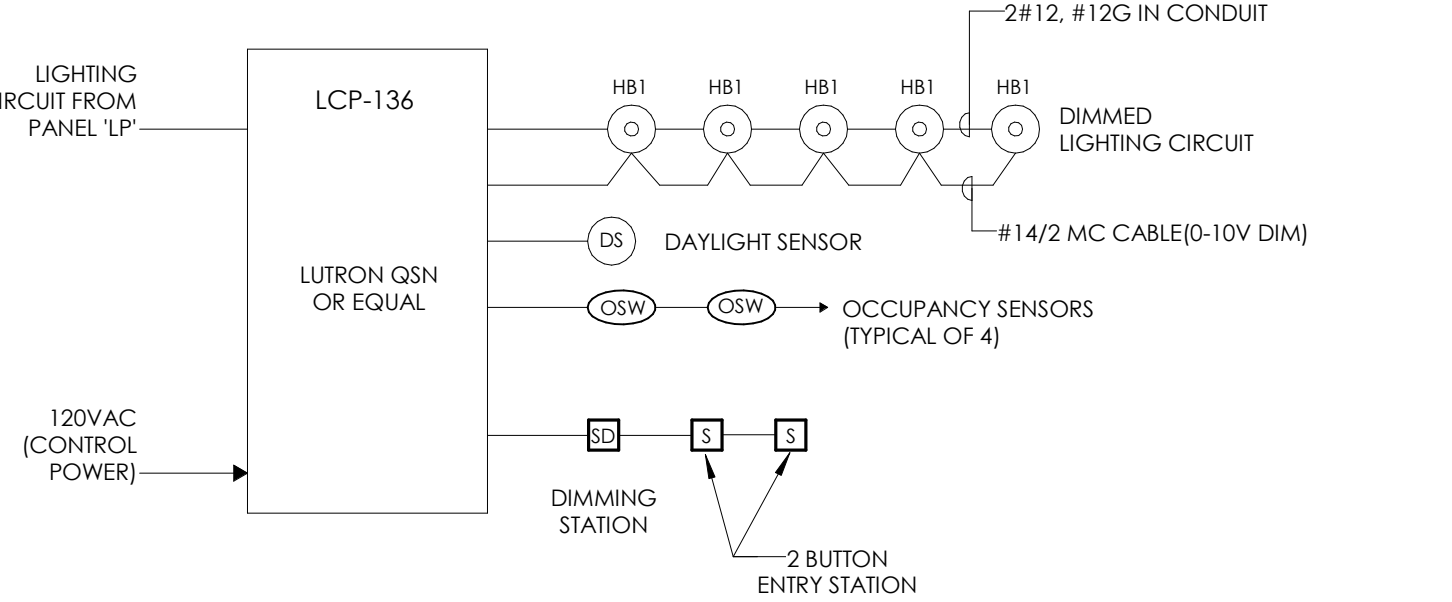 2#12, #12G IN CONDUIT
LIGHTING
IRCUIT FROM
PANEL 'LP'
LCP-136
HB1 HB1 HB1 HB1 HB1
DIMMED
LIGHTING CIRCUIT
#14/2 MC CABLE(0-10V DIM)
DS DAYLIGHT SENSOR
LUTRON QSN
OR EQUAL
OSW OSW OCCUPANCY SENSORS
(TYPICAL OF 4)
120VAC
(CONTROL
POWER)
SD S S
DIMMING
STATION
2 BUTTON
ENTRY STATION